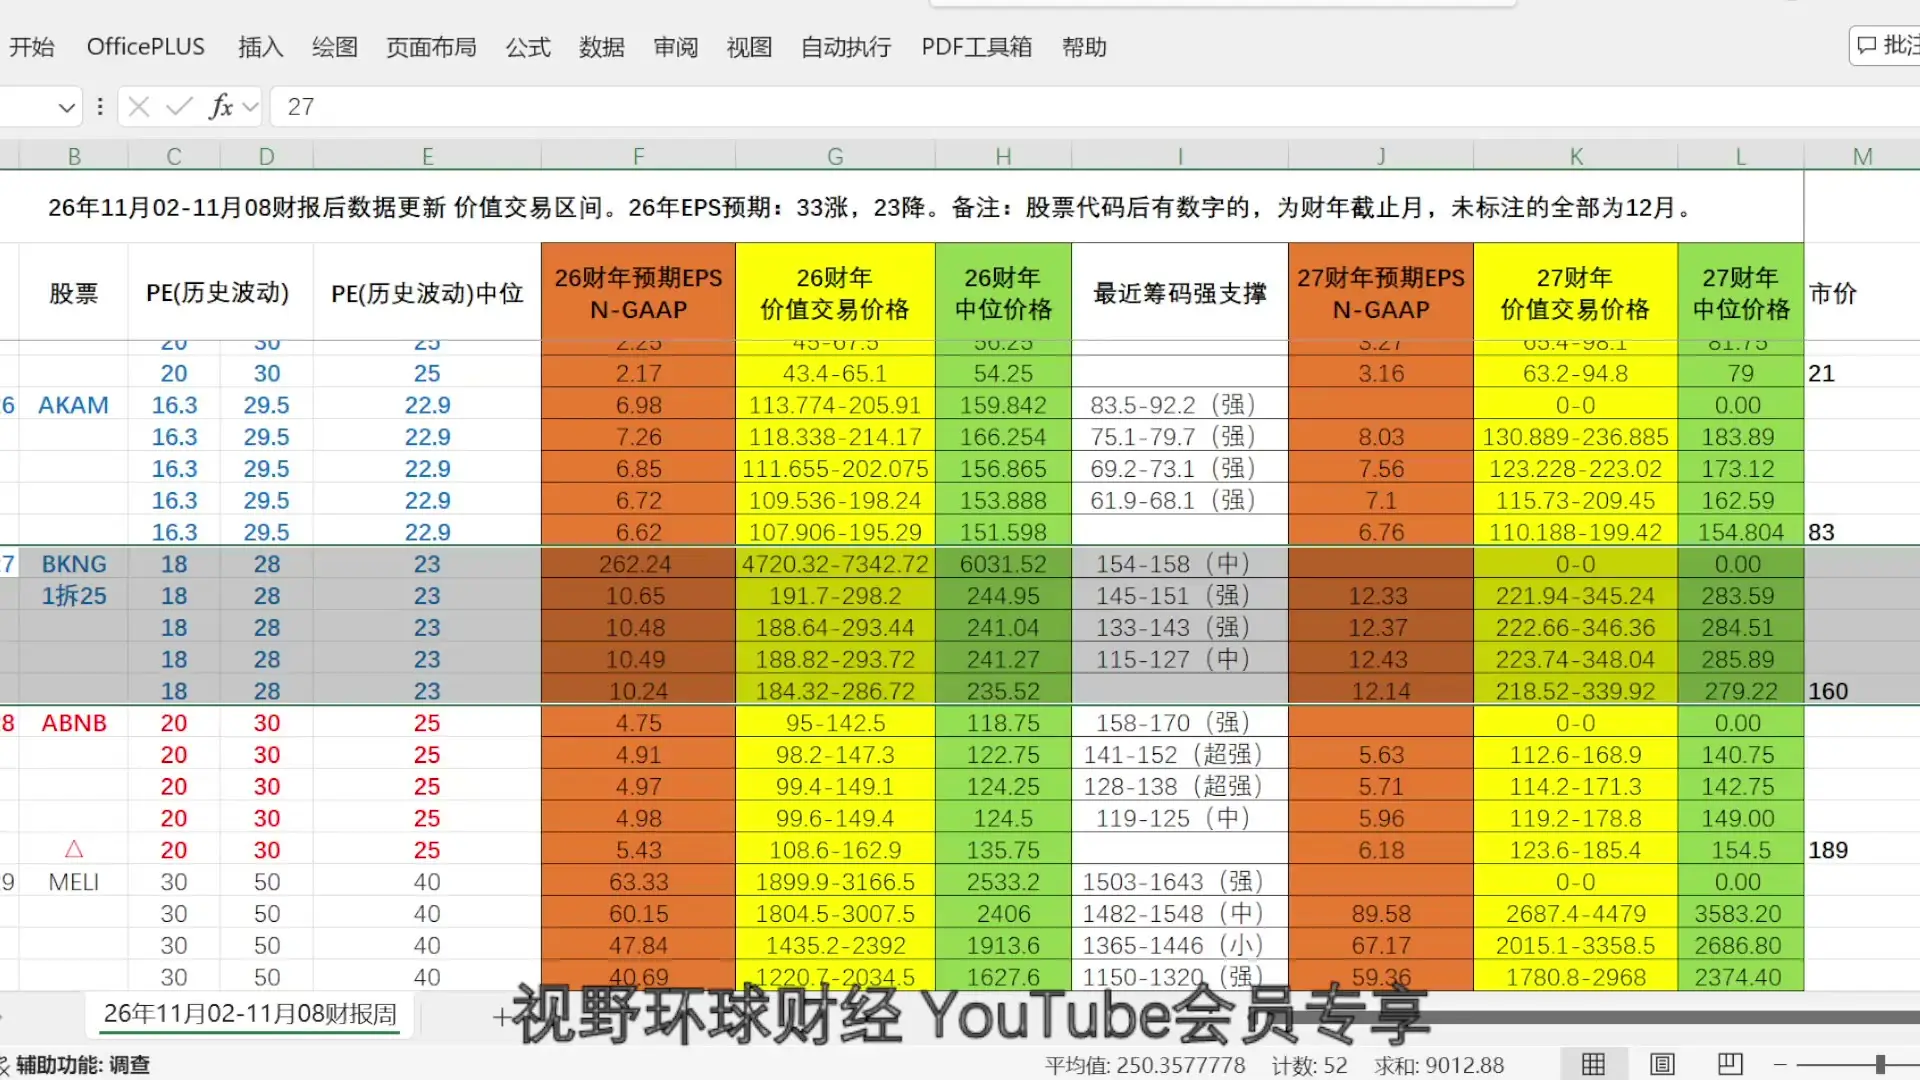 开始 OfficePLUS 插入 绘图 页面布局 公式 数据 审阅 视图 自动执行 PDF工具箱 帮助 批注
fx 27
B C D E F G H I J K L M
26年11月02-11月08财报后数据更新 价值交易区间。26年EPS预期：33涨，23降。备注：股票代码后有数字的，为财年截止月，未标注的全部为12月。
股票 PE(历史波动) PE(历史波动)中位 26财年预期EPS N-GAAP 26财年 价值交易价格 26财年 中位价格 最近筹码强支撑 27财年预期EPS N-GAAP 27财年 价值交易价格 27财年 中位价格 市价
20 30 25 2.25 45-67.5 56.25 3.27 65.4-98.1 81.75
20 30 25 2.17 43.4-65.1 54.25 3.16 63.2-94.8 79 21
6 AKAM 16.3 29.5 22.9 6.98 113.774-205.91 159.842 83.5-92.2（强） 0-0 0.00
16.3 29.5 22.9 7.26 118.338-214.17 166.254 75.1-79.7（强） 8.03 130.889-236.885 183.89
16.3 29.5 22.9 6.85 111.655-202.075 156.865 69.2-73.1（强） 7.56 123.228-223.02 173.12
16.3 29.5 22.9 6.72 109.536-198.24 153.888 61.9-68.1（强） 7.1 115.73-209.45 162.59
16.3 29.5 22.9 6.62 107.906-195.29 151.598 6.76 110.188-199.42 154.804 83
7 BKNG 18 28 23 262.24 4720.32-7342.72 6031.52 154-158（中） 0-0 0.00
1拆25 18 28 23 10.65 191.7-298.2 244.95 145-151（强） 12.33 221.94-345.24 283.59
18 28 23 10.48 188.64-293.44 241.04 133-143（强） 12.37 222.66-346.36 284.51
18 28 23 10.49 188.82-293.72 241.27 115-127（中） 12.43 223.74-348.04 285.89
18 28 23 10.24 184.32-286.72 235.52 12.14 218.52-339.92 279.22 160
8 ABNB 20 30 25 4.75 95-142.5 118.75 158-170（强） 0-0 0.00
20 30 25 4.91 98.2-147.3 122.75 141-152（超强） 5.63 112.6-168.9 140.75
20 30 25 4.97 99.4-149.1 124.25 128-138（超强） 5.71 114.2-171.3 142.75
20 30 25 4.98 99.6-149.4 124.5 119-125（中） 5.96 119.2-178.8 149.00
△ 20 30 25 5.43 108.6-162.9 135.75 6.18 123.6-185.4 154.5 189
9 MELI 30 50 40 63.33 1899.9-3166.5 2533.2 1503-1643（强） 0-0 0.00
30 50 40 60.15 1804.5-3007.5 2406 1482-1548（中） 89.58 2687.4-4479 3583.20
30 50 40 47.84 1435.2-2392 1913.6 1365-1446（小） 67.17 2015.1-3358.5 2686.80
30 50 40 40.69 1220.7-2034.5 1627.6 1150-1320（强） 59.36 1780.8-2968 2374.40
26年11月02-11月08财报周 +
视野环球财经 YouTube会员专享
辅助功能: 调查 平均值: 250.3577778 计数: 52 求和: 9012.88